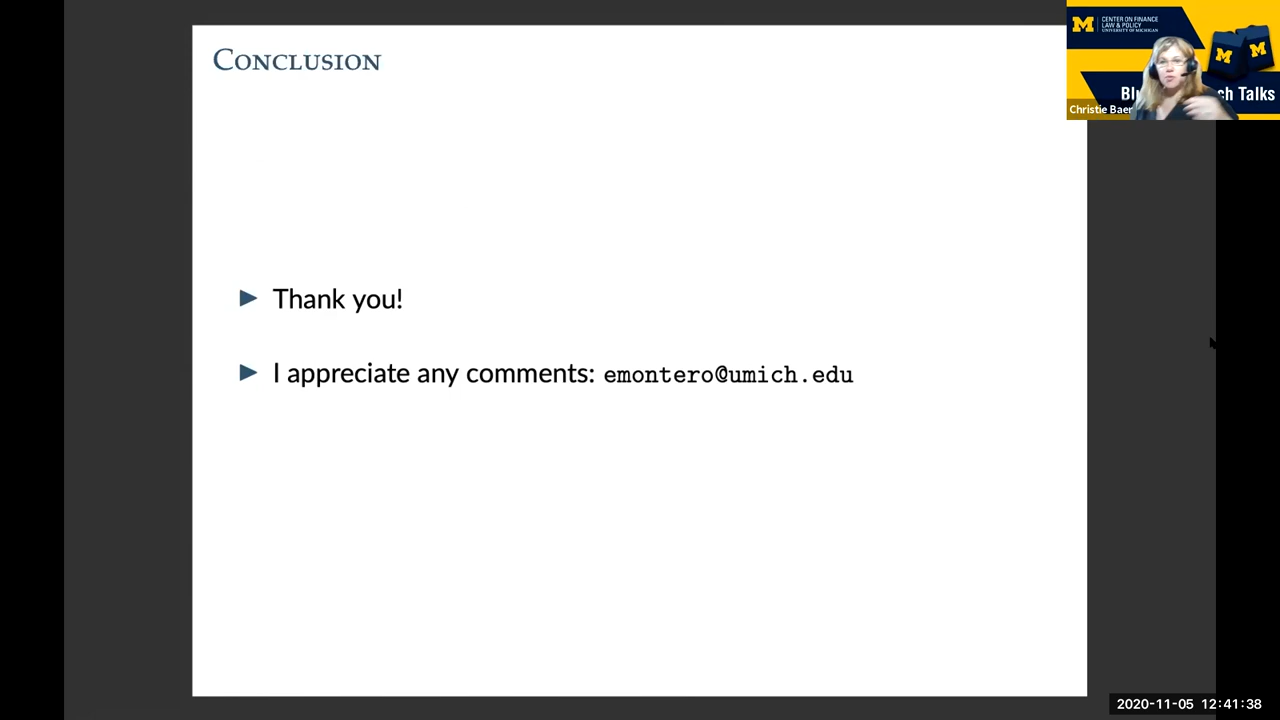 CONCLUSION
▶ Thank you!
▶ I appreciate any comments: emontero@umich.edu
M CENTER ON FINANCE
LAW & POLICY
UNIVERSITY OF MICHIGAN
M M
Talks
Christie Baer
2020-11-05 12:41:38